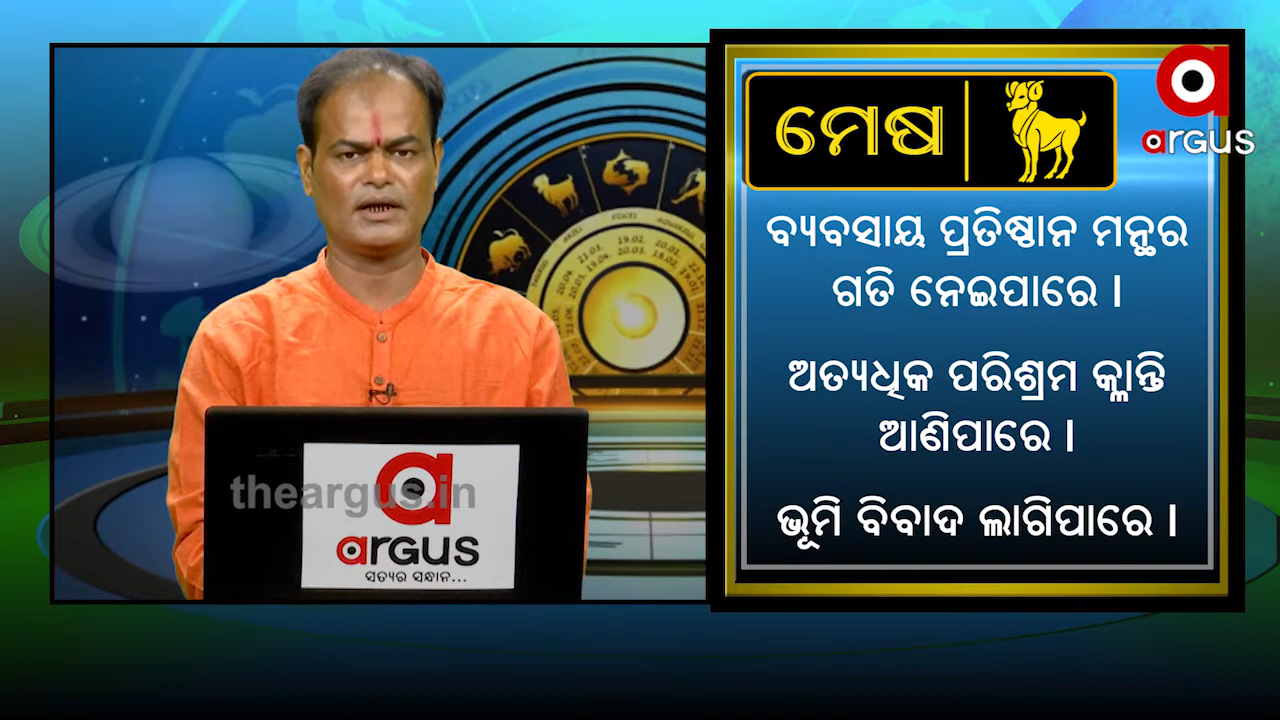 ମେଷ
argus
ବ୍ୟବସାୟ ପ୍ରତିଷ୍ଠାନ ମନ୍ଥର
ଗତି ନେଇପାରେ ।
ଅତ୍ୟଧିକ ପରିଶ୍ରମ କ୍ଳାନ୍ତି
ଆଣିପାରେ ।
ଭୂମି ବିବାଦ ଲାଗିପାରେ ।
theargus.in
argus
ସତ୍ୟର ସନ୍ଧାନ...